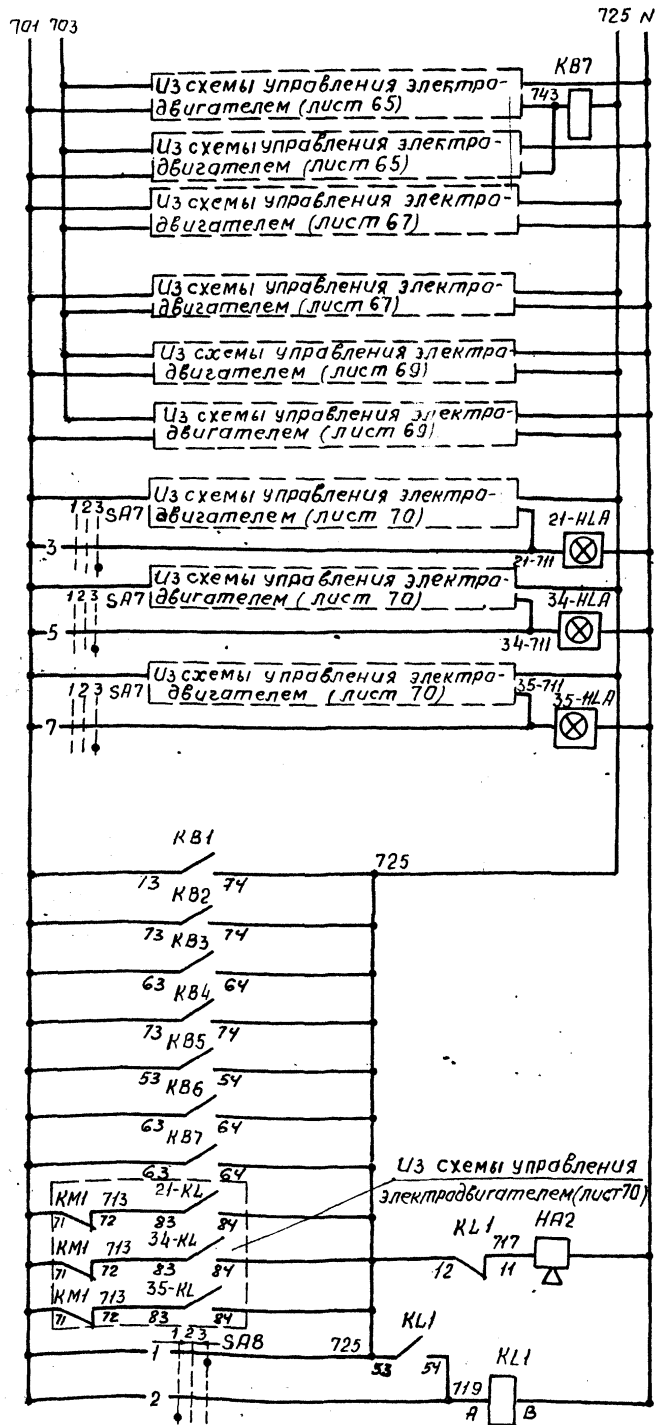 701 703 725 N
KB7
Из схемы управления электро-
двигателем (лист 65)
743
Из схемы управления электро-
двигателем (лист 65)
Из схемы управления электро-
двигателем (лист 67)
Из схемы управления электро-
двигателем (лист 67)
Из схемы управления электро-
двигателем (лист 69)
Из схемы управления электро-
двигателем (лист 69)
Из схемы управления электро-
двигателем (лист 70)
1 2 3 SA7
21-HLA
3
21-711
Из схемы управления электро-
двигателем (лист 70)
1 2 3 SA7
34-HLA
5
34-711
Из схемы управления электро-
двигателем (лист 70)
1 2 3 SA7
35-711
35-HLA
7
KB1
725
73 74
KB2
73 74
KB3
63 64
KB4
73 74
KB5
53 54
KB6
63 64
KB7
63 64
Из схемы управления
электродвигателем (лист 70)
KM1 713 21-KL
71 72 83 84
KM1 713 34-KL
71 72 83 84
KL1 717 HA2
12 11
KM1 713 35-KL
71 72 83 84
1 2 3 SA8
1
725
KL1
53 54
KL1
2
719
A B